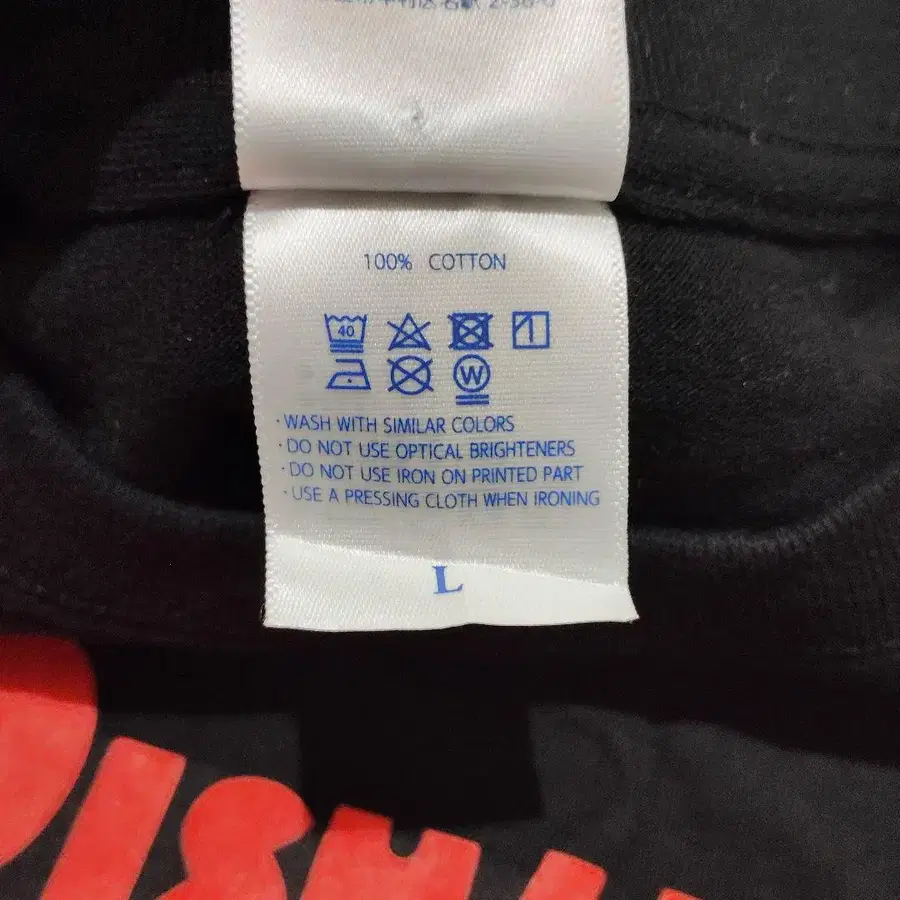 100% COTTON
40
W
· WASH WITH SIMILAR COLORS
· DO NOT USE OPTICAL BRIGHTENERS
· DO NOT USE IRON ON PRINTED PART
· USE A PRESSING CLOTH WHEN IRONING
L